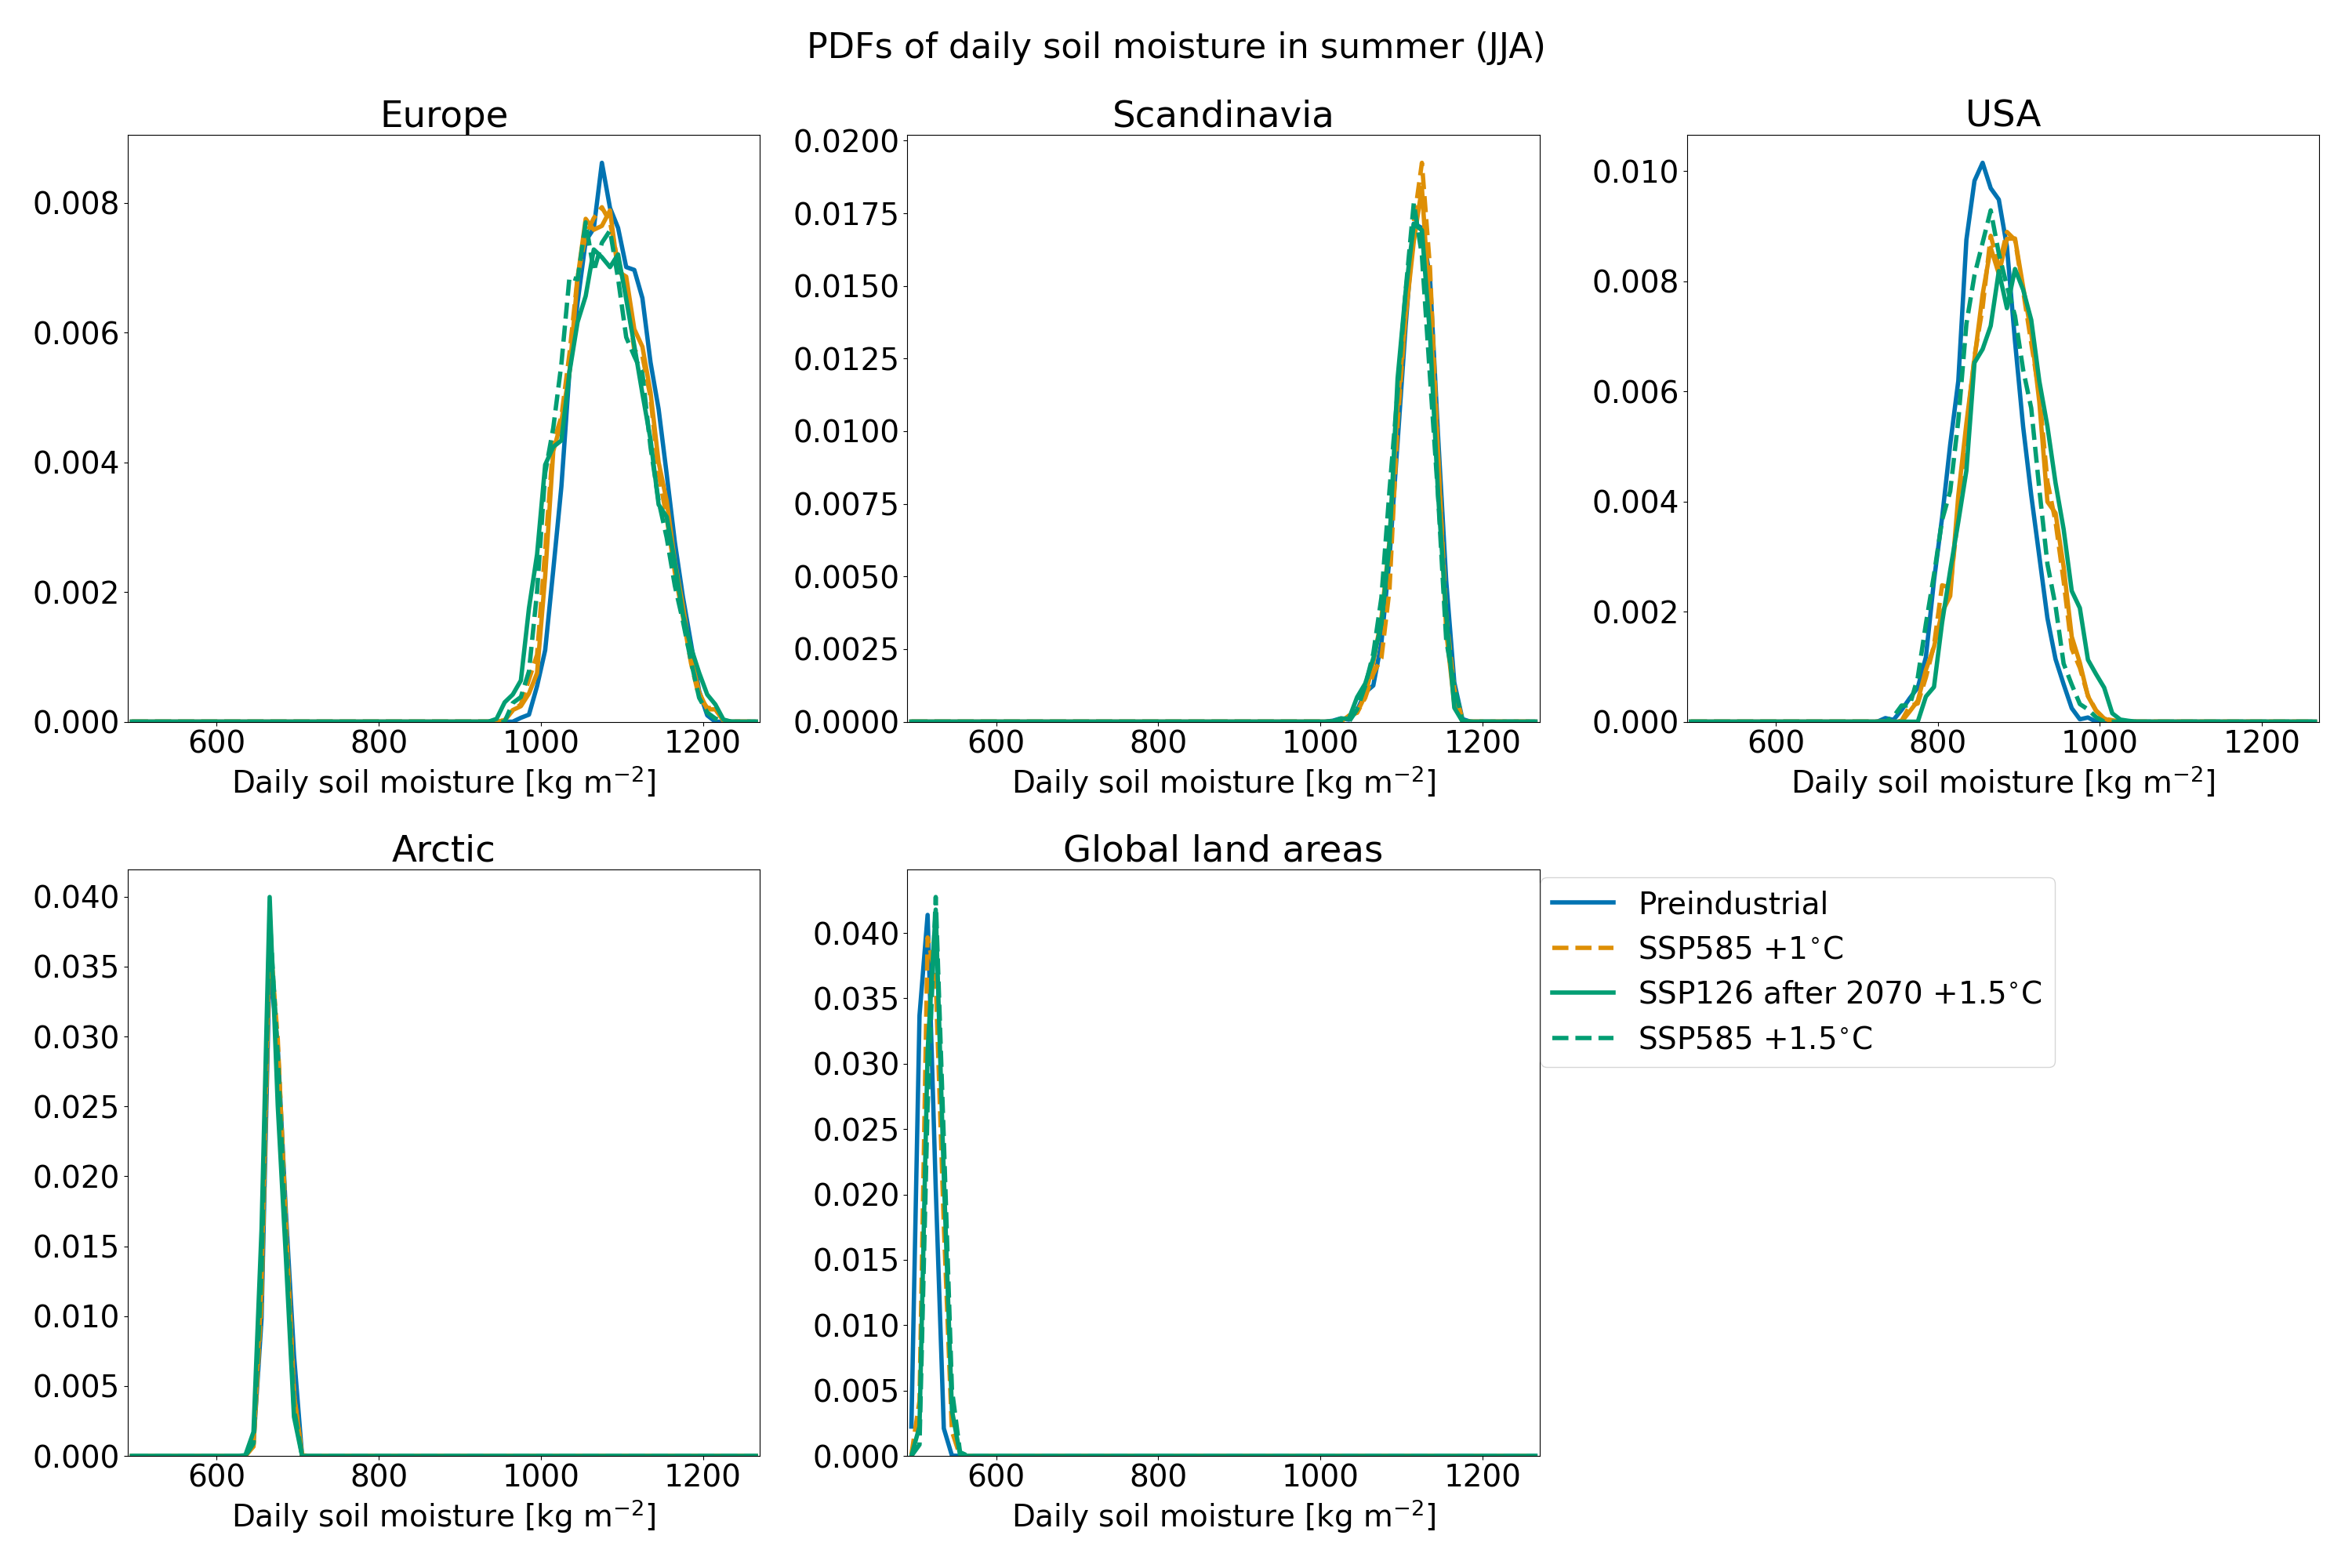 PDFs of daily soil moisture in summer (JJA)
Europe
0.008
0.006
0.004
0.002
0.000
600 800 1000 1200
Daily soil moisture [kg m⁻²]
Scandinavia
0.0200
0.0175
0.0150
0.0125
0.0100
0.0075
0.0050
0.0025
0.0000
600 800 1000 1200
Daily soil moisture [kg m⁻²]
USA
0.010
0.008
0.006
0.004
0.002
0.000
600 800 1000 1200
Daily soil moisture [kg m⁻²]
Arctic
0.040
0.035
0.030
0.025
0.020
0.015
0.010
0.005
0.000
600 800 1000 1200
Daily soil moisture [kg m⁻²]
Global land areas
0.040
0.035
0.030
0.025
0.020
0.015
0.010
0.005
0.000
600 800 1000 1200
Daily soil moisture [kg m⁻²]
Preindustrial
SSP585 +1°C
SSP126 after 2070 +1.5°C
SSP585 +1.5°C